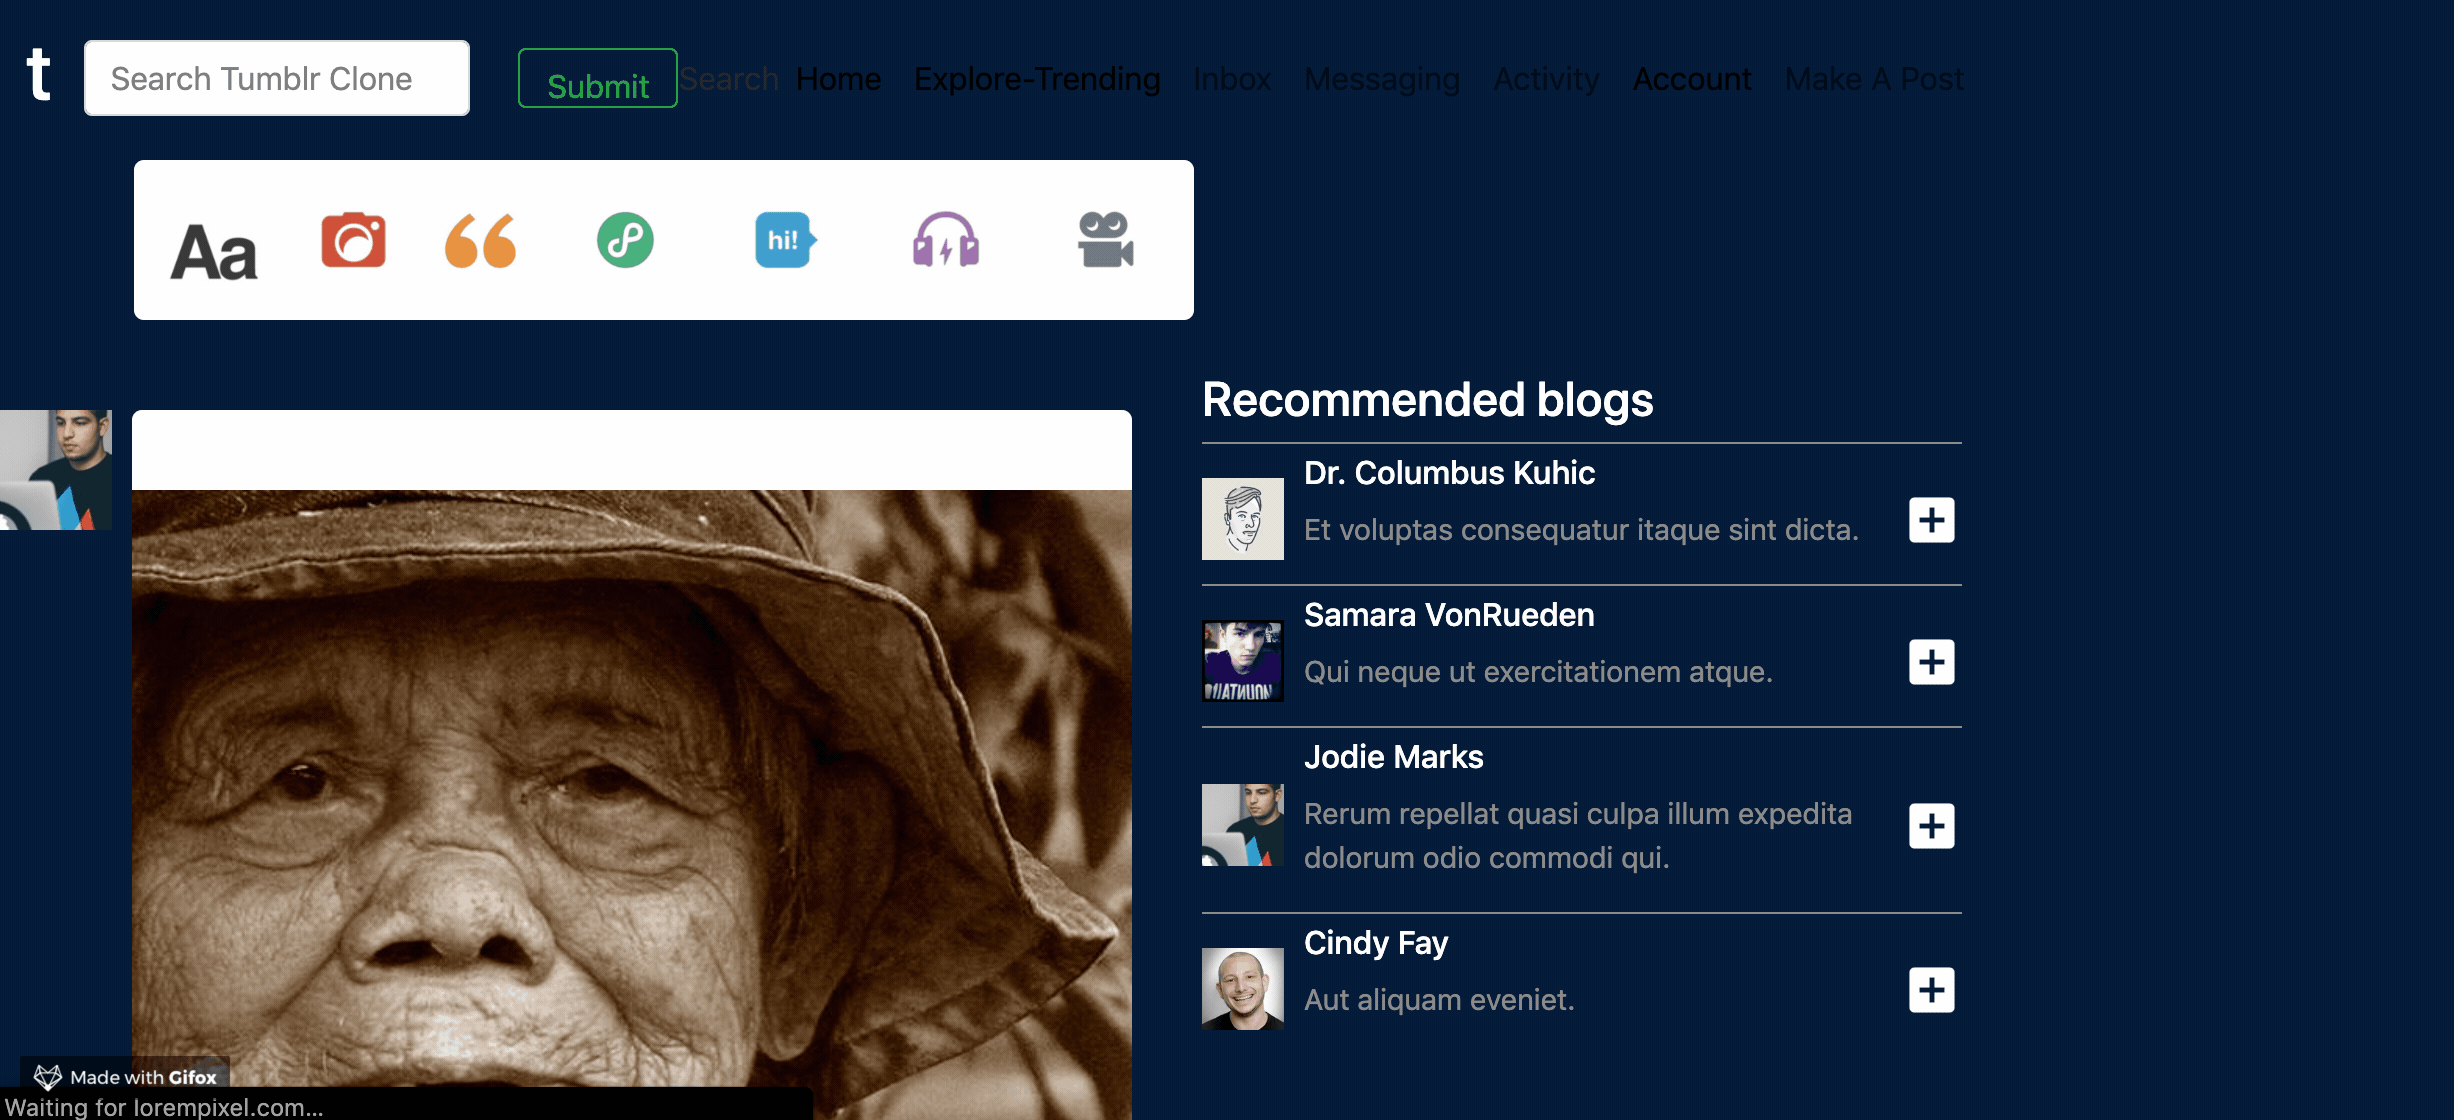 t
Search Tumblr Clone
Submit
Search Home Explore-Trending Inbox Messaging Activity Account Make A Post
Aa
hi!
Recommended blogs
Dr. Columbus Kuhic
Et voluptas consequatur itaque sint dicta.
Samara VonRueden
Qui neque ut exercitationem atque.
Jodie Marks
Rerum repellat quasi culpa illum expedita
dolorum odio commodi qui.
Cindy Fay
Aut aliquam eveniet.
Made with Gifox
Waiting for lorempixel.com...